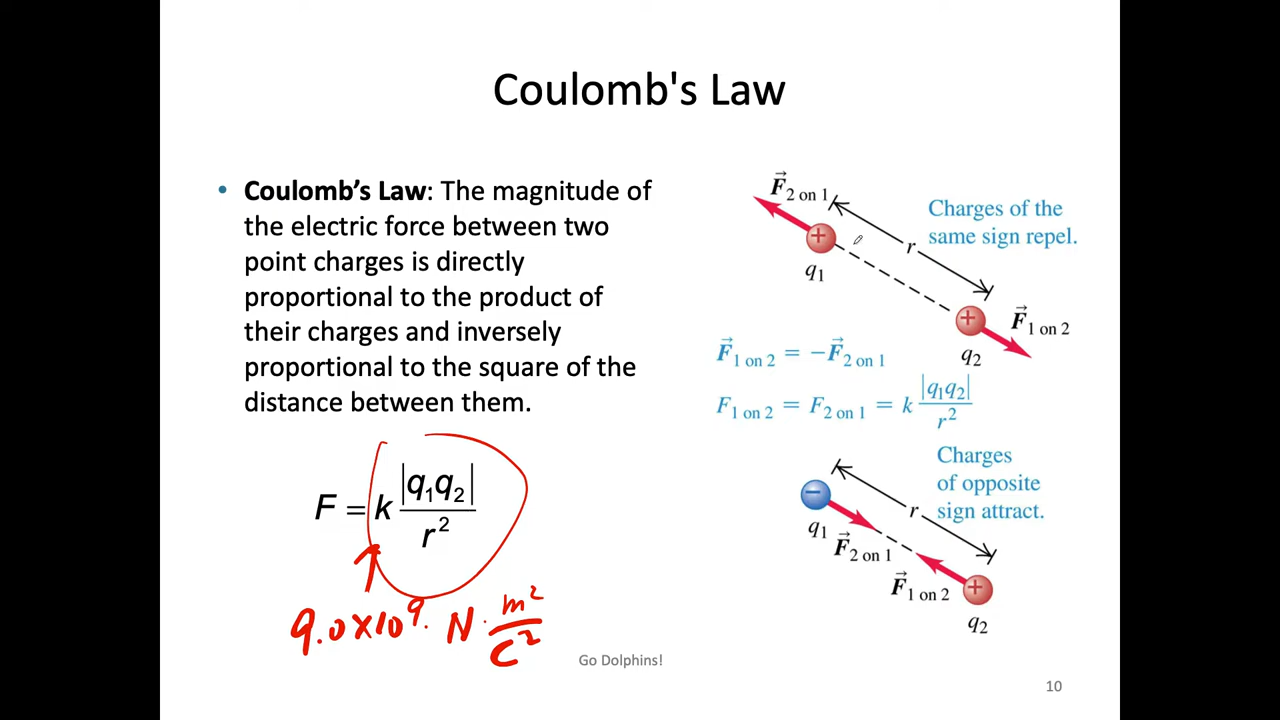 Coulomb's Law
• Coulomb’s Law: The magnitude of
the electric force between two
point charges is directly
proportional to the product of
their charges and inversely
proportional to the square of the
distance between them.
F = k |q₁q₂| / r²
9.0×10⁹. N · m² / C²
F⃗ 2 on 1
r
Charges of the
same sign repel.
+
q₁
F⃗ 1 on 2
+
q₂
F⃗ 1 on 2 = −F⃗ 2 on 1
F 1 on 2 = F 2 on 1 = k |q₁q₂| / r²
Charges
of opposite
sign attract.
r
−
q₁
F⃗ 2 on 1
F⃗ 1 on 2
+
q₂
Go Dolphins!
10